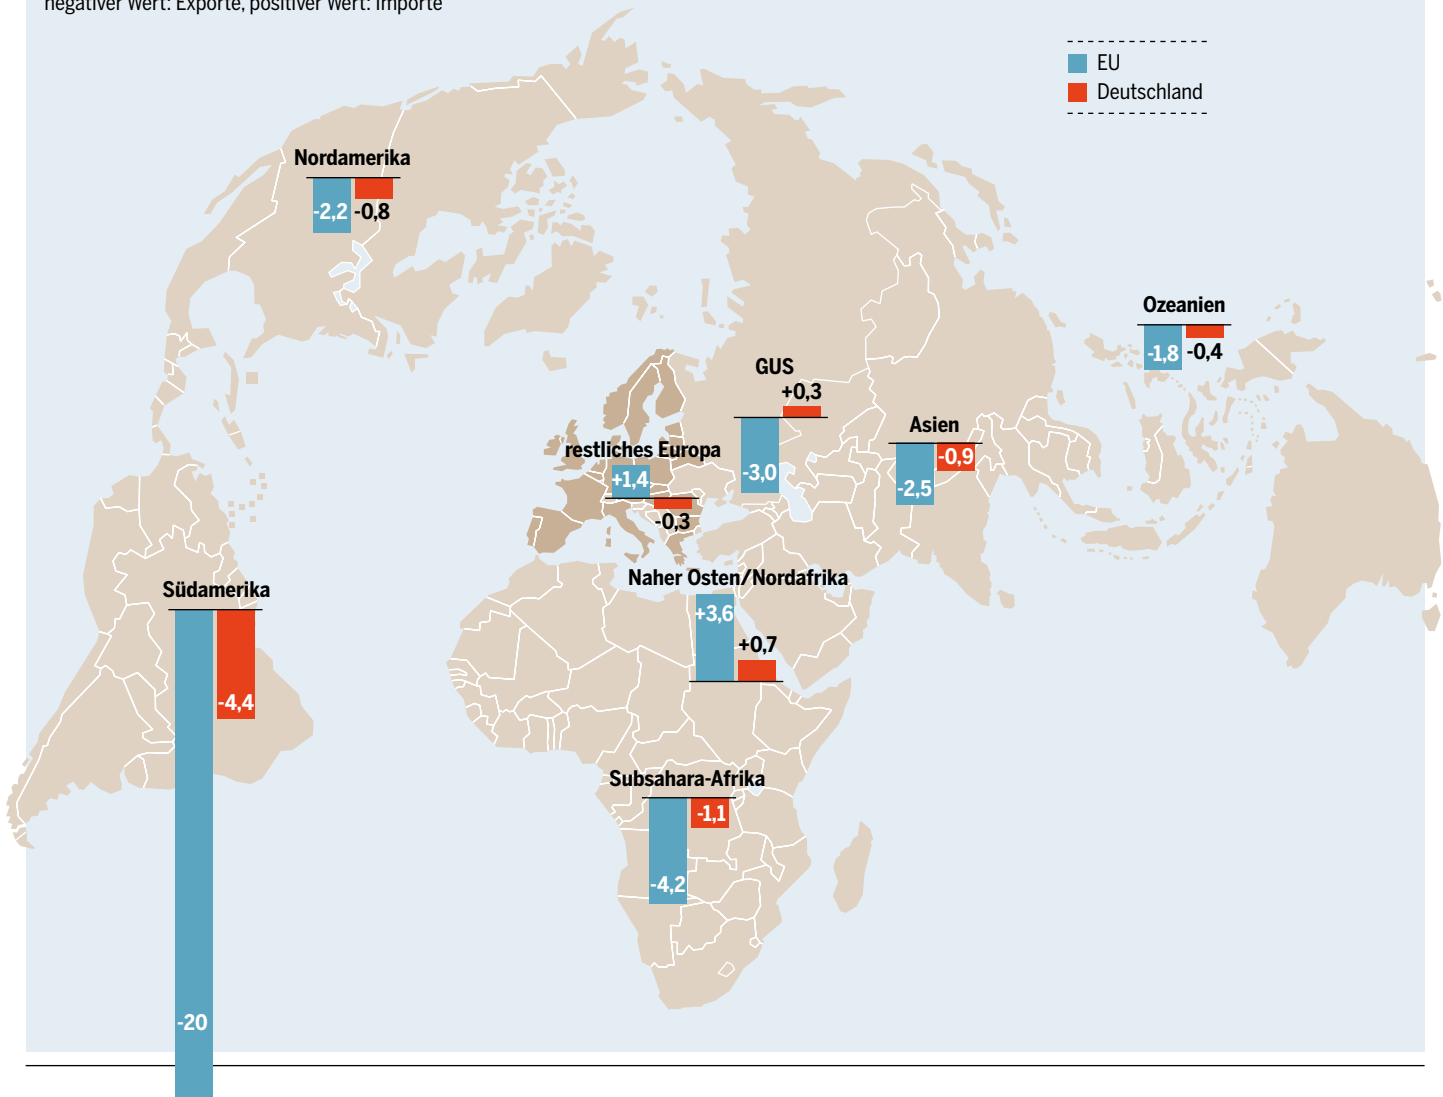 negativer Wert: Exporte, positiver Wert: Importe
EU
Deutschland
Nordamerika
-2,2 -0,8
Ozeanien
-1,8 -0,4
GUS
+0,3
-3,0
Asien
-0,9
-2,5
restliches Europa
+1,4
-0,3
Naher Osten/Nordafrika
+3,6
+0,7
Südamerika
-4,4
-20
Subsahara-Afrika
-1,1
-4,2